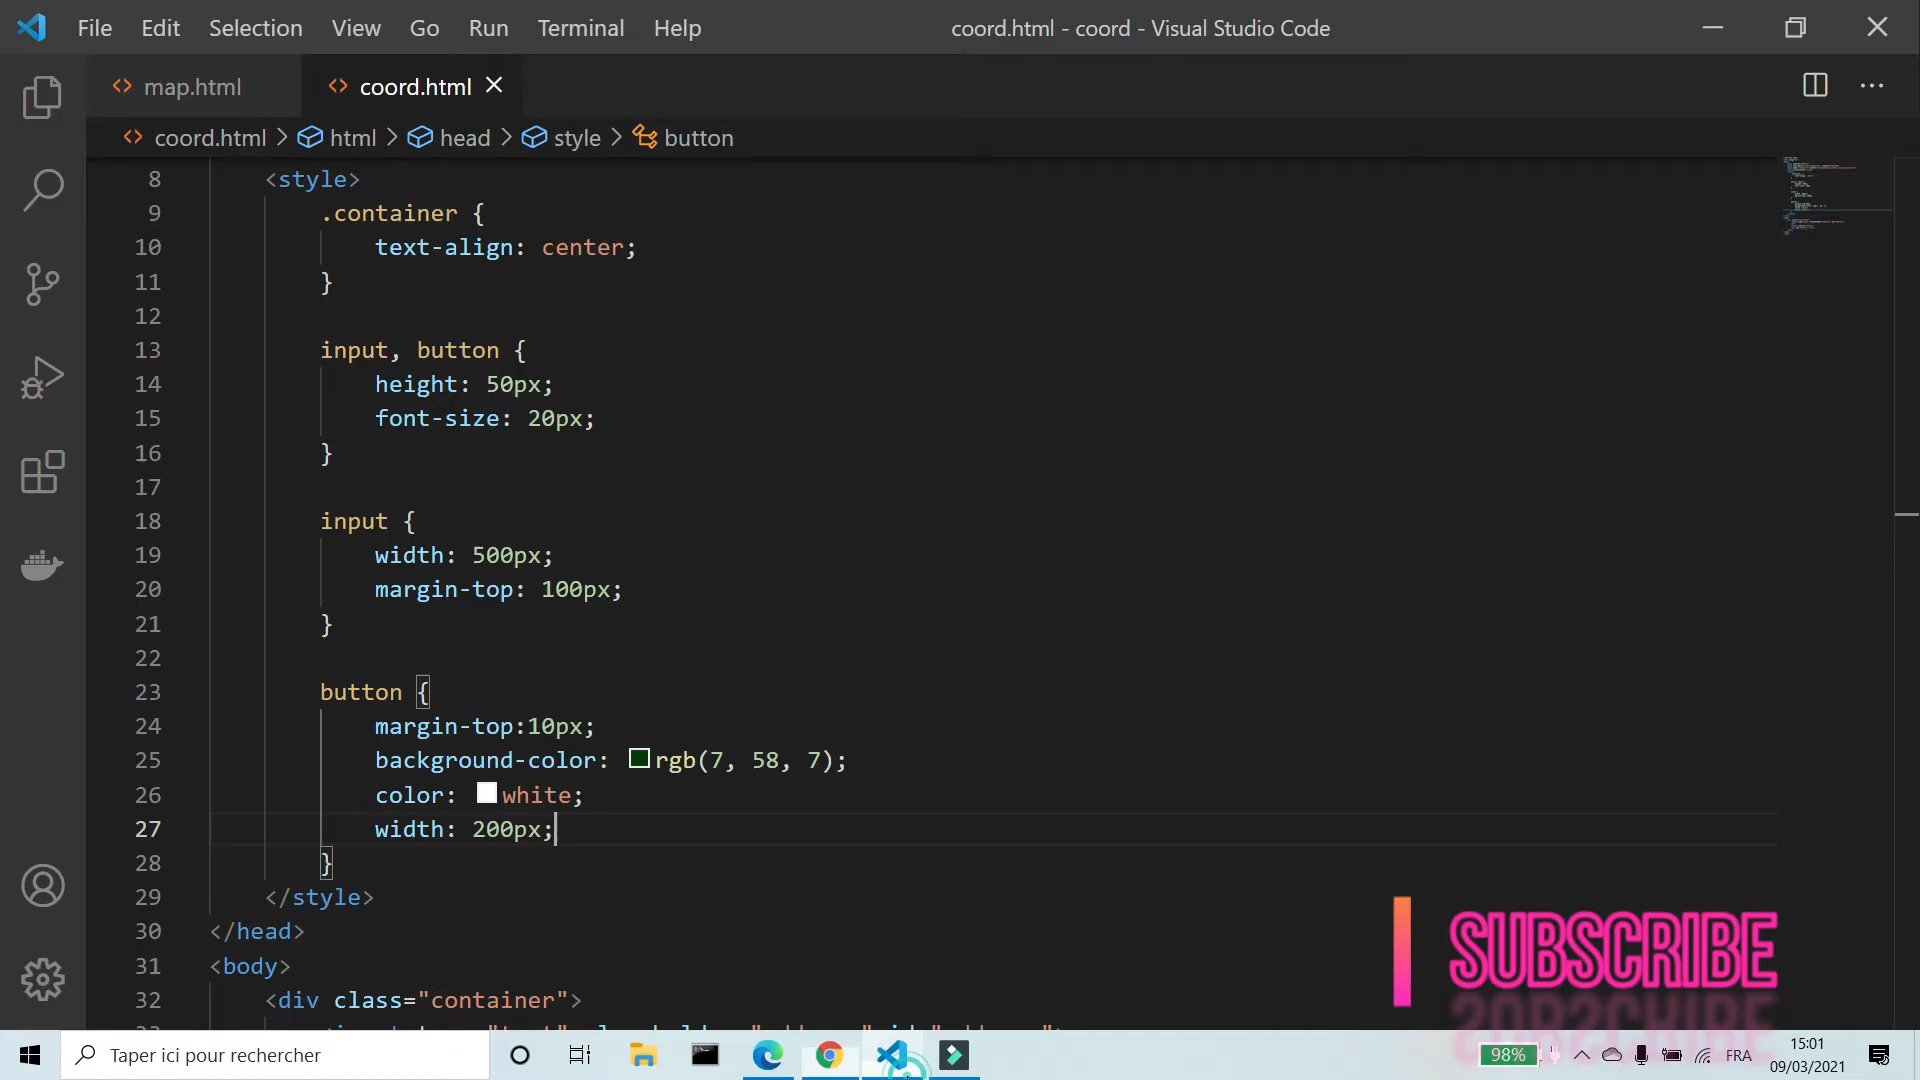 File Edit Selection View Go Run Terminal Help coord.html - coord - Visual Studio Code
map.html coord.html
coord.html > html > head > style > button
8 <style>
9 .container {
10 text-align: center;
11 }
12
13 input, button {
14 height: 50px;
15 font-size: 20px;
16 }
17
18 input {
19 width: 500px;
20 margin-top: 100px;
21 }
22
23 button {
24 margin-top:10px;
25 background-color: rgb(7, 58, 7);
26 color: white;
27 width: 200px;
28 }
29 </style>
30 </head>
31 <body>
32 <div class="container">
SUBSCRIBE
Taper ici pour rechercher
98% FRA 15:01
09/03/2021